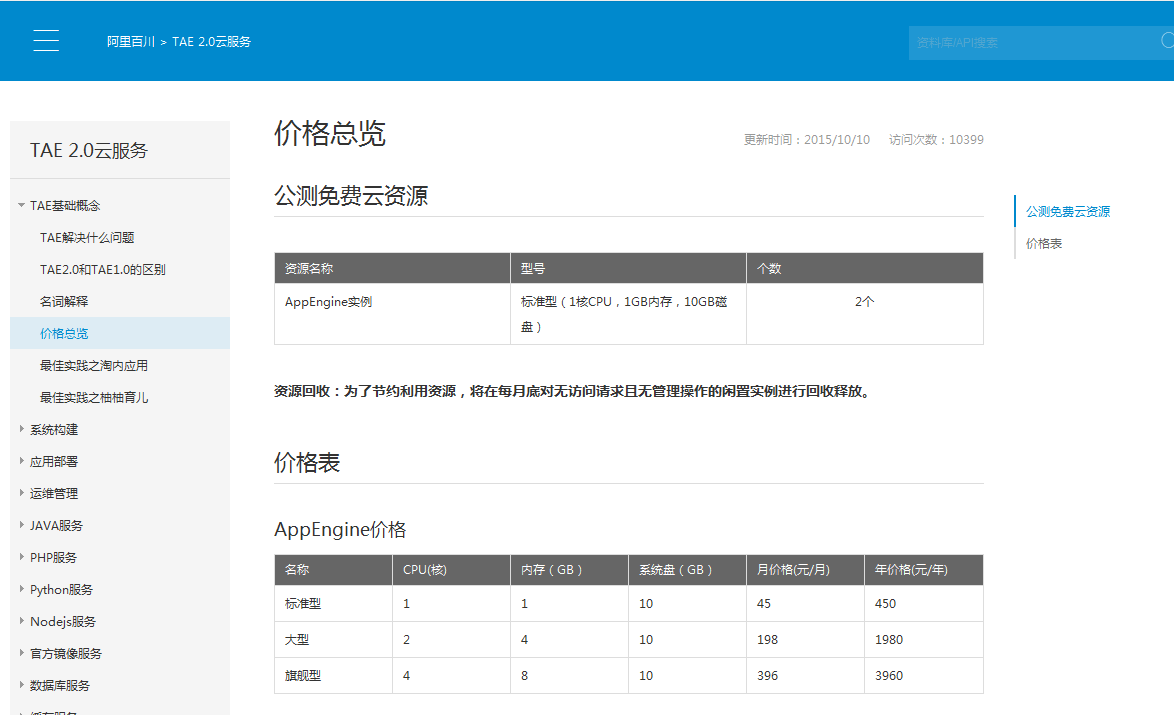 阿里百川 > TAE 2.0云服务
资料库/API搜索
TAE 2.0云服务
TAE基础概念
TAE解决什么问题
TAE2.0和TAE1.0的区别
名词解释
价格总览
最佳实践之淘内应用
最佳实践之柚柚育儿
系统构建
应用部署
运维管理
JAVA服务
PHP服务
Python服务
Nodejs服务
官方镜像服务
数据库服务
价格总览
更新时间：2015/10/10 访问次数：10399
公测免费云资源
资源名称 型号 个数
AppEngine实例 标准型（1核CPU，1GB内存，10GB磁 2个
盘）
资源回收：为了节约利用资源，将在每月底对无访问请求且无管理操作的闲置实例进行回收释放。
价格表
AppEngine价格
名称 CPU(核) 内存（GB） 系统盘（GB） 月价格(元/月) 年价格(元/年)
标准型 1 1 10 45 450
大型 2 4 10 198 1980
旗舰型 4 8 10 396 3960
公测免费云资源
价格表